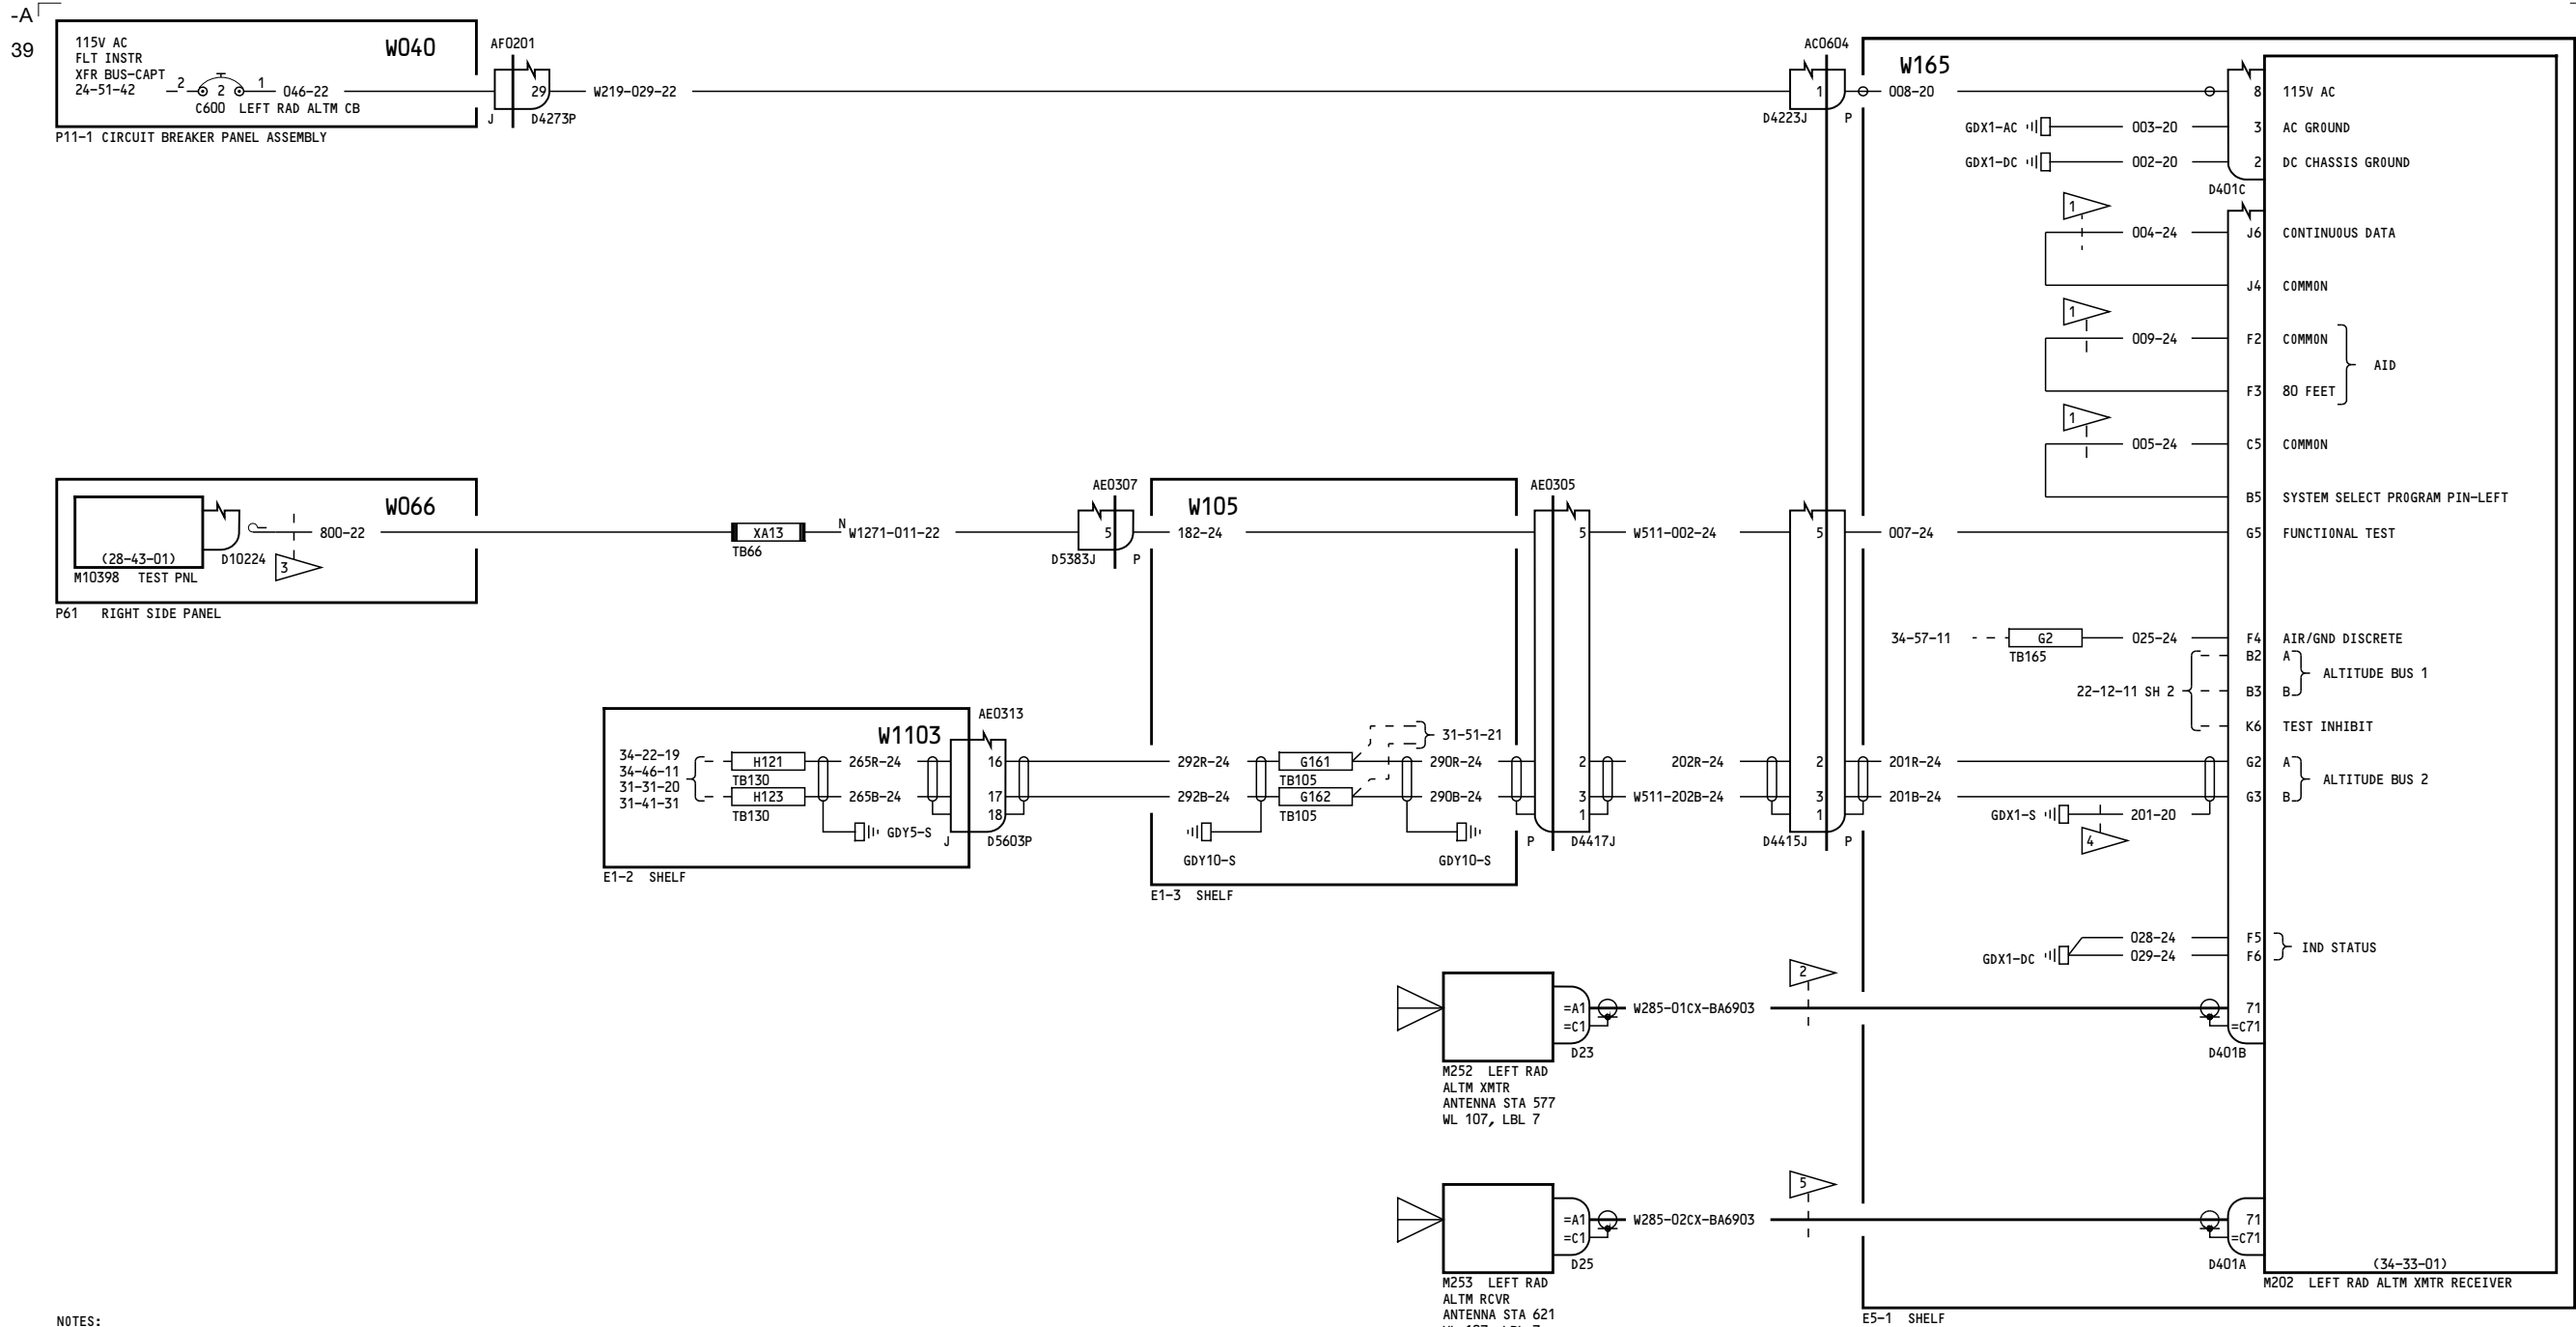 -A
39
115V AC
FLT INSTR
XFR BUS-CAPT
24-51-42
2
2
1
046-22
C600 LEFT RAD ALTM CB
W040
P11-1 CIRCUIT BREAKER PANEL ASSEMBLY
AF0201
29
J
D4273P
W219-029-22
AC0604
1
D4223J
P
W165
008-20
8
115V AC
GDX1-AC
003-20
3
AC GROUND
GDX1-DC
002-20
2
DC CHASSIS GROUND
D401C
1
004-24
J6
CONTINUOUS DATA
J4
COMMON
1
009-24
F2
COMMON
AID
F3
80 FEET
1
005-24
C5
COMMON
B5
SYSTEM SELECT PROGRAM PIN-LEFT
W066
(28-43-01)
M10398 TEST PNL
D10224
3
800-22
P61 RIGHT SIDE PANEL
XA13
TB66
N
W1271-011-22
AE0307
5
D5383J
P
W105
182-24
AE0305
5
W511-002-24
5
007-24
G5
FUNCTIONAL TEST
34-57-11
G2
TB165
025-24
F4
AIR/GND DISCRETE
22-12-11 SH 2
B2
A
ALTITUDE BUS 1
B3
B
K6
TEST INHIBIT
W1103
34-22-19
34-46-11
31-31-20
31-41-31
H121
TB130
H123
TB130
265R-24
265B-24
GDY5-S
E1-2 SHELF
AE0313
16
17
18
J
D5603P
292R-24
292B-24
GDY10-S
G161
TB105
G162
TB105
31-51-21
290R-24
290B-24
GDY10-S
E1-3 SHELF
2
3
1
P
D4417J
202R-24
W511-202B-24
2
3
1
D4415J
P
201R-24
201B-24
G2
A
ALTITUDE BUS 2
G3
B
GDX1-S
201-20
4
GDX1-DC
028-24
029-24
F5
F6
IND STATUS
=A1
=C1
D23
W285-01CX-BA6903
2
71
=C71
D401B
M252 LEFT RAD
ALTM XMTR
ANTENNA STA 577
WL 107, LBL 7
=A1
=C1
D25
W285-02CX-BA6903
5
71
=C71
D401A
M253 LEFT RAD
ALTM RCVR
ANTENNA STA 621
(34-33-01)
M202 LEFT RAD ALTM XMTR RECEIVER
E5-1 SHELF
NOTES: